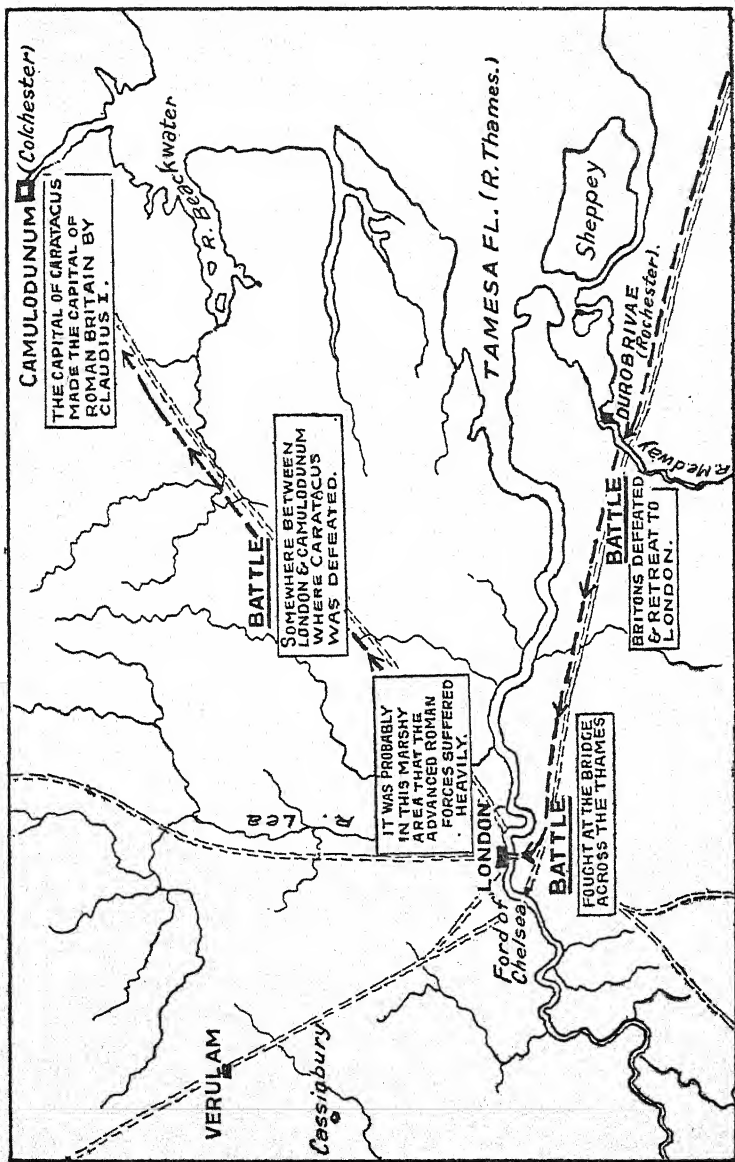 CAMULODUNUM (Colchester)
THE CAPITAL OF CARATACUS
MADE THE CAPITAL OF
ROMAN BRITAIN BY
CLAUDIUS I.
R. Blackwater
BATTLE
SOMEWHERE BETWEEN
LONDON & CAMULODUNUM
WHERE CARATACUS
WAS DEFEATED.
VERULAM
Cassiabury
R. Lea
IT WAS PROBABLY
IN THIS MARSHY
AREA THAT THE
ADVANCED ROMAN
FORCES SUFFERED
HEAVILY.
LONDON
Ford of
Chelsea
TAMESA FL. (R. Thames.)
Sheppey
BATTLE
FOUGHT AT THE BRIDGE
ACROSS THE THAMES
BATTLE
BRITONS DEFEATED
& RETREAT TO
LONDON.
DUROBRIVAE
(Rochester).
R. Medway